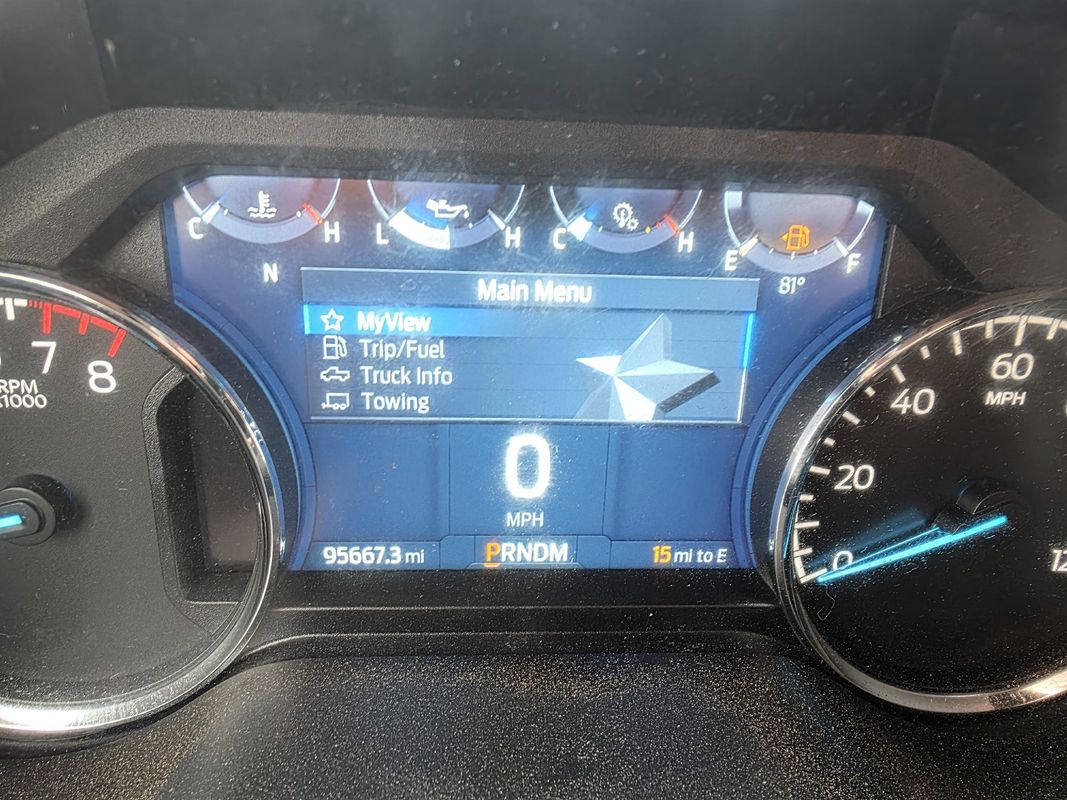 C H L H C H E F
N
81°
Main Menu
MyView
Trip/Fuel
Truck Info
Towing
7
8
RPM
X1000
0
MPH
95667.3 mi
PRNDM
15 mi to E
0
20
40
60
MPH